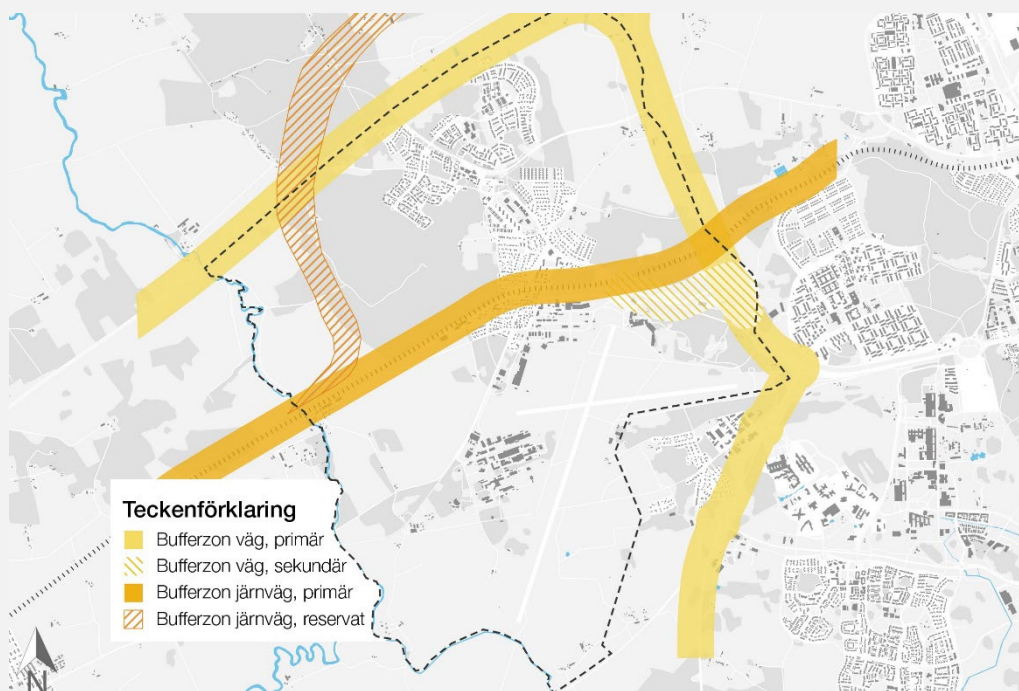 Teckenförklaring
Bufferzon väg, primär
Bufferzon väg, sekundär
Bufferzon järnväg, primär
Bufferzon järnväg, reservat
N